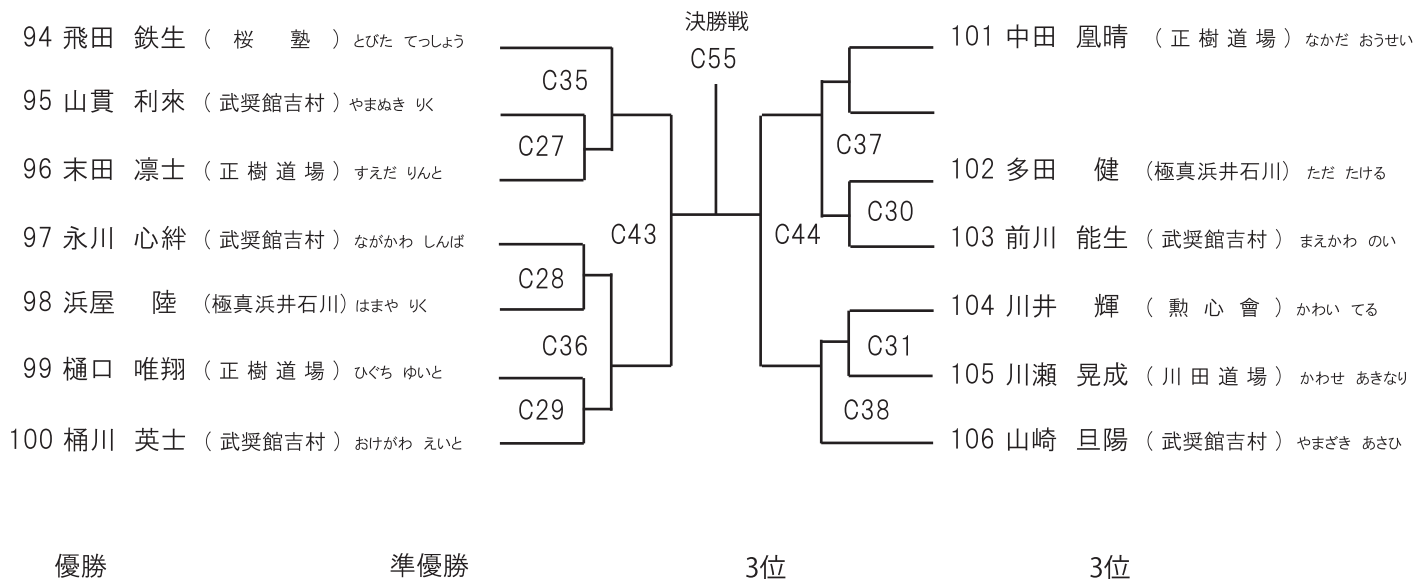 決勝戦
C55
94 飛田 鉄生 ( 桜 塾 ) とびた てっしょう
95 山貫 利來 ( 武奨館吉村 ) やまぬき りく
96 末田 凛士 ( 正 樹 道 場 ) すえだ りんと
97 永川 心絆 ( 武奨館吉村 ) ながかわ しんば
98 浜屋 陸 (極真浜井石川) はまや りく
99 樋口 唯翔 ( 正 樹 道 場 ) ひぐち ゆいと
100 桶川 英士 ( 武奨館吉村 ) おけがわ えいと
C35
C27
C28
C36
C29
C43
C44
C37
C30
C31
C38
101 中田 凰晴 ( 正 樹 道 場 ) なかだ おうせい
102 多田 健 (極真浜井石川) ただ たける
103 前川 能生 ( 武奨館吉村 ) まえかわ のい
104 川井 輝 ( 勲 心 會 ) かわい てる
105 川瀬 晃成 ( 川 田 道 場 ) かわせ あきなり
106 山崎 旦陽 ( 武奨館吉村 ) やまざき あさひ
優勝 準優勝 3位 3位